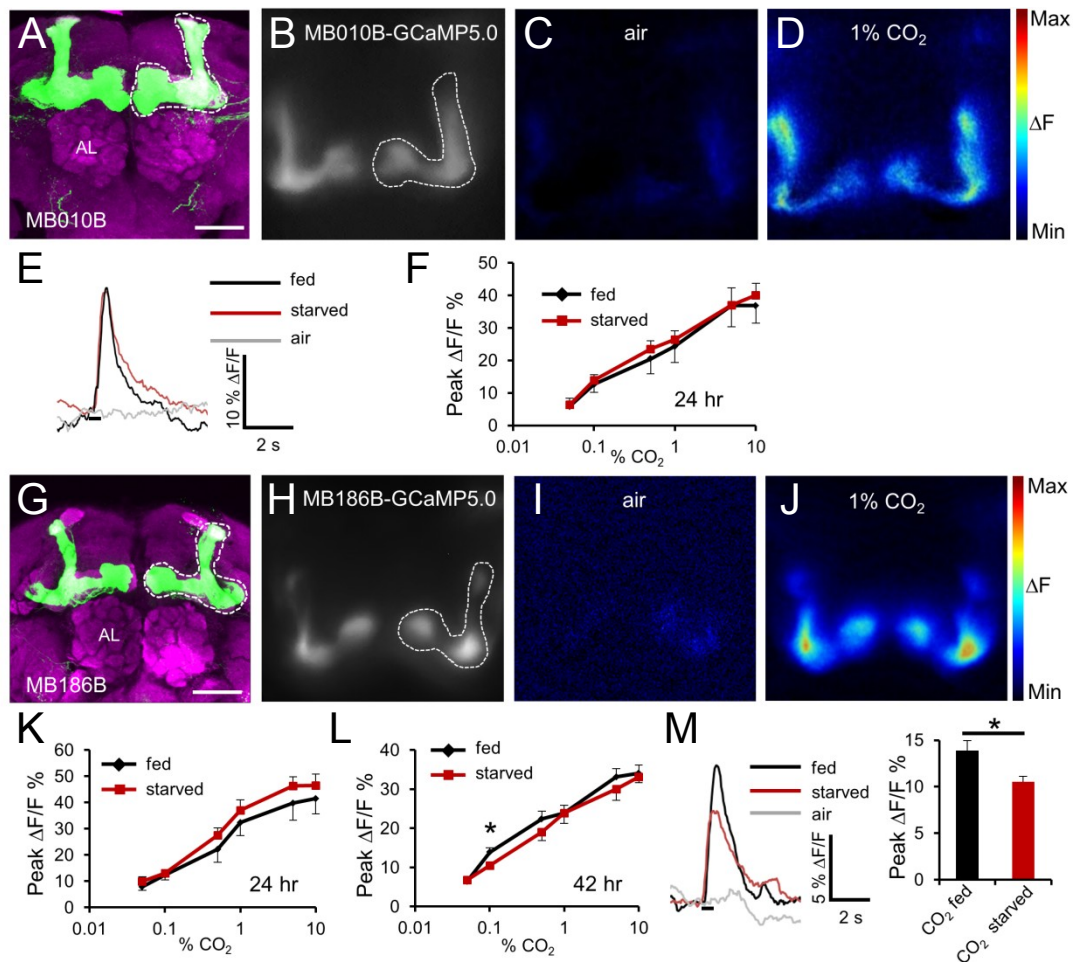 A
AL
MB010B
B
MB010B-GCaMP5.0
C
air
D
1% CO₂
Max
ΔF
Min
E
fed
starved
air
10 % ΔF/F
2 s
F
Peak ΔF/F %
50
40
30
20
10
0
fed
starved
24 hr
0.01
0.1
1
10
% CO₂
G
AL
MB186B
H
MB186B-GCaMP5.0
I
air
J
1% CO₂
Max
ΔF
Min
K
Peak ΔF/F %
60
50
40
30
20
10
0
fed
starved
24 hr
0.01
0.1
1
10
% CO₂
L
Peak ΔF/F %
40
30
20
10
0
fed
starved
*
42 hr
0.01
0.1
1
10
% CO₂
M
fed
starved
air
5 % ΔF/F
2 s
Peak ΔF/F %
15
10
5
0
*
CO₂ fed
CO₂ starved